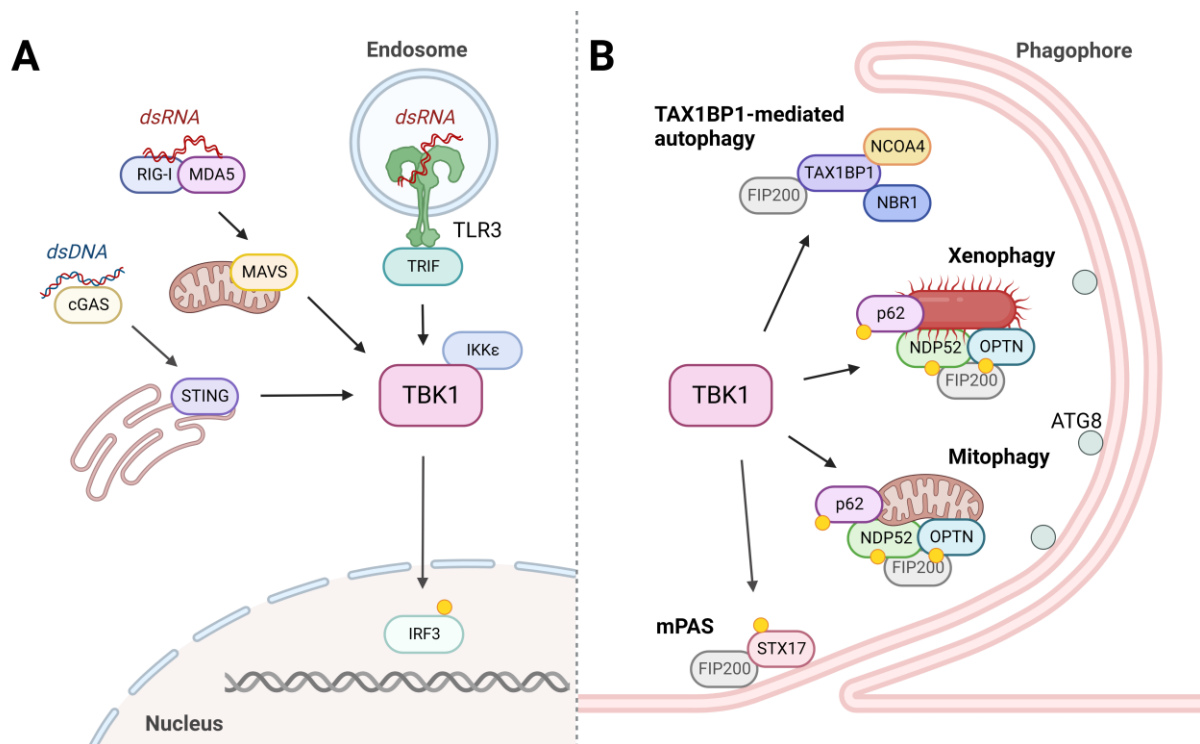 A
Endosome
dsRNA
RIG-I
MDA5
dsRNA
TLR3
TRIF
dsDNA
cGAS
MAVS
STING
IKKε
TBK1
IRF3
Nucleus
B
Phagophore
TAX1BP1-mediated
autophagy
NCOA4
TAX1BP1
FIP200
NBR1
Xenophagy
p62
NDP52
OPTN
FIP200
TBK1
ATG8
Mitophagy
p62
NDP52
OPTN
FIP200
mPAS
STX17
FIP200